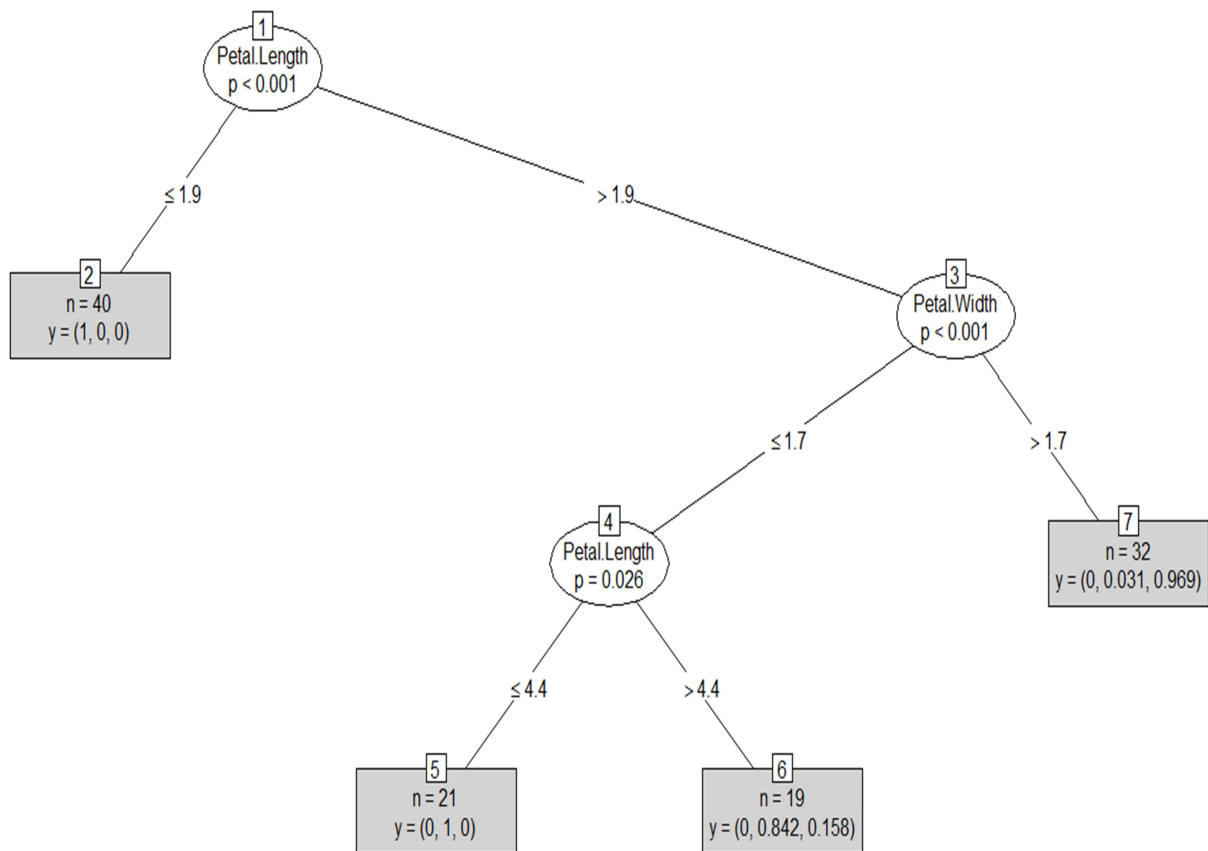 1
Petal.Length
p < 0.001
≤ 1.9
> 1.9
2
n = 40
y = (1, 0, 0)
3
Petal.Width
p < 0.001
≤ 1.7
> 1.7
4
Petal.Length
p = 0.026
7
n = 32
y = (0, 0.031, 0.969)
≤ 4.4
> 4.4
5
n = 21
y = (0, 1, 0)
6
n = 19
y = (0, 0.842, 0.158)